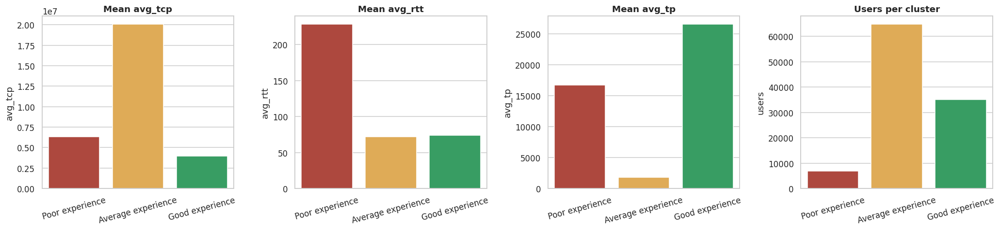 Mean avg_tcp
1e7
2.00
1.75
1.50
1.25
1.00
0.75
0.50
0.25
0.00
avg_tcp
Poor experience
Average experience
Good experience
Mean avg_rtt
200
150
100
50
0
avg_rtt
Poor experience
Average experience
Good experience
Mean avg_tp
25000
20000
15000
10000
5000
0
avg_tp
Poor experience
Average experience
Good experience
Users per cluster
60000
50000
40000
30000
20000
10000
0
users
Poor experience
Average experience
Good experience